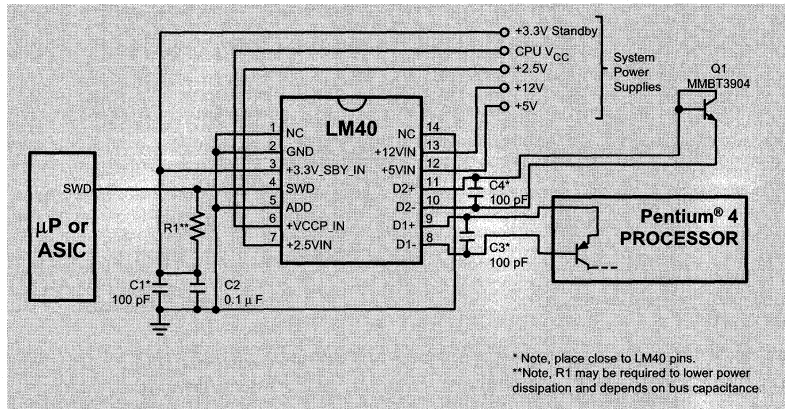 +3.3V Standby
CPU VCC
+2.5V
+12V
+5V
System
Power
Supplies
Q1
MMBT3904
LM40
1 NC
2 GND
3 +3.3V_SBY_IN
4 SWD
5 ADD
6 +VCCP_IN
7 +2.5VIN
NC 14
+12VIN 13
+5VIN 12
D2+ 11
D2- 10
D1+ 9
D1- 8
SWD
µP or
ASIC
R1**
C1*
100 pF
C2
0.1 µF
C4*
100 pF
C3*
100 pF
Pentium® 4
PROCESSOR
* Note, place close to LM40 pins.
**Note, R1 may be required to lower power
dissipation and depends on bus capacitance